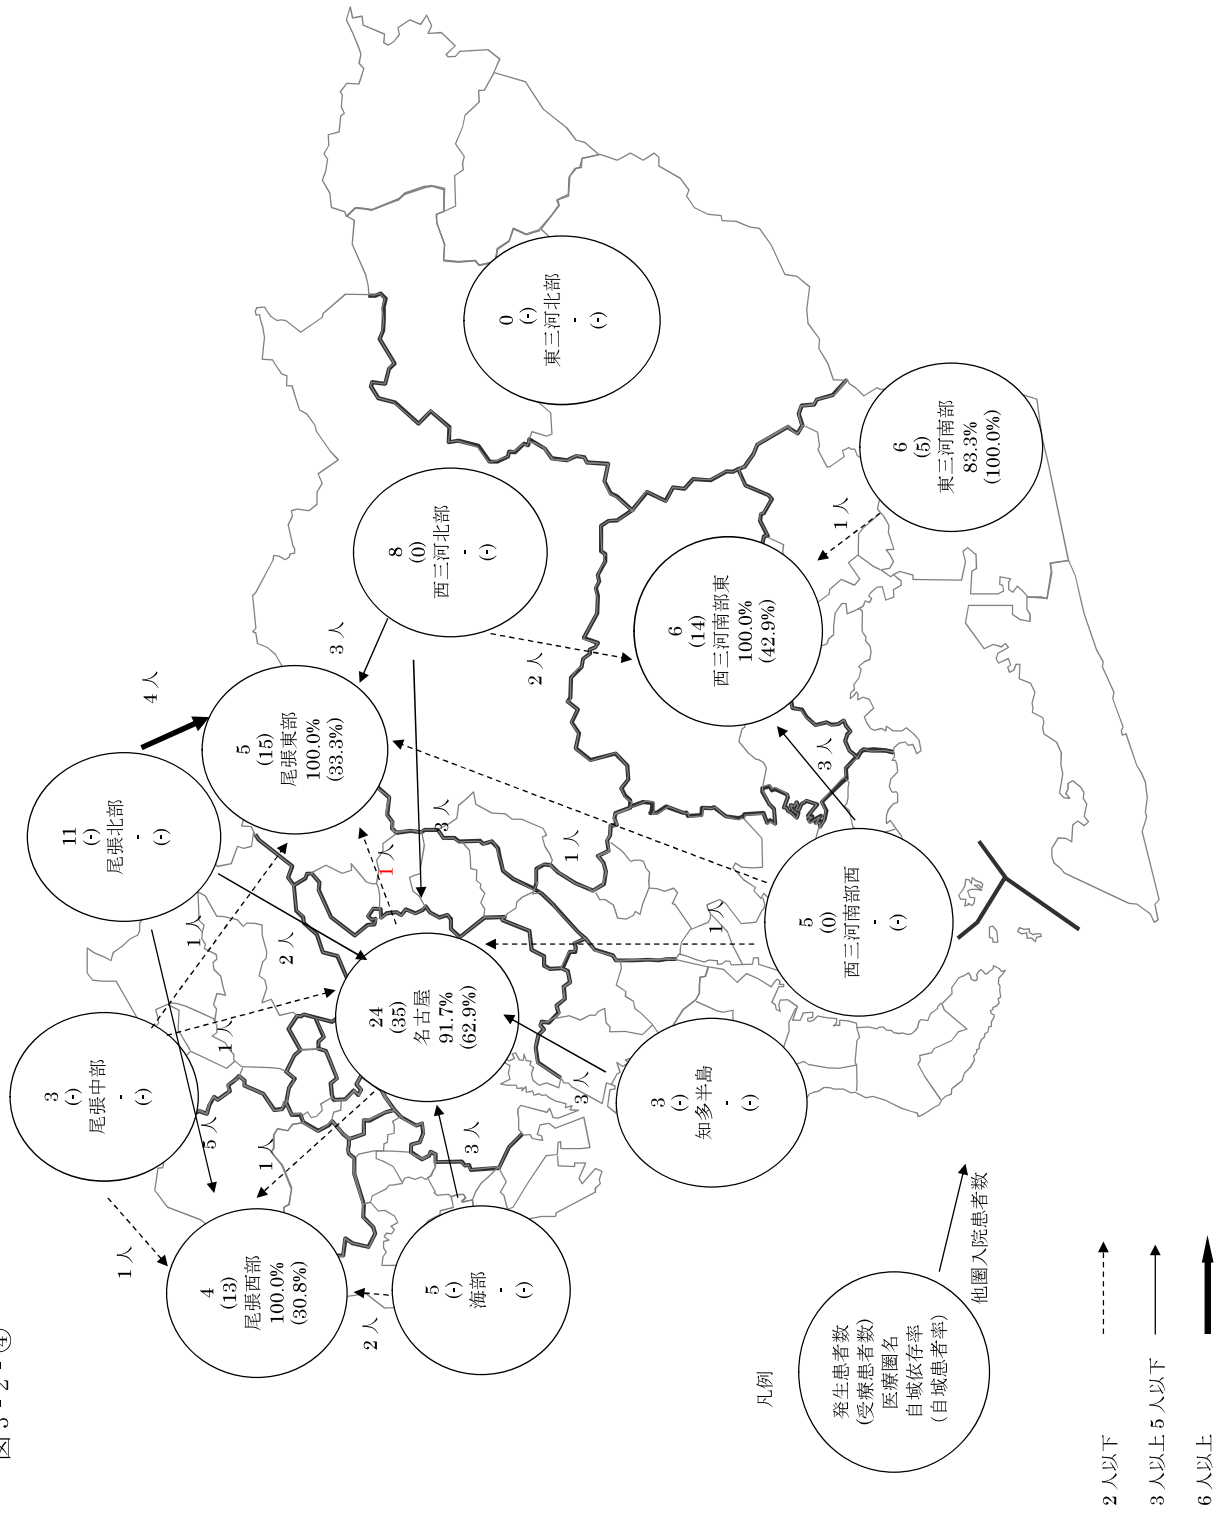 図 3 - 2 - ④
4 人
11
(-)
尾張北部
-
(-)
3
(-)
尾張中部
-
(-)
5
(15)
尾張東部
100.0%
(33.3%)
8
(0)
西三河北部
-
(-)
0
(-)
東三河北部
-
(-)
3 人
2 人
3 人
1 人
1 人
1 人
2 人
1 人
5 人
1 人
1 人
4
(13)
尾張西部
100.0%
(30.8%)
24
(35)
名古屋
91.7%
(62.9%)
6
(14)
西三河南部東
100.0%
(42.9%)
6
(5)
東三河南部
83.3%
(100.0%)
1 人
3 人
1 人
2 人
5
(-)
海部
-
(-)
3 人
3 人
3
(-)
知多半島
-
(-)
5
(0)
西三河南部西
-
(-)
凡例
発生患者数
(受療患者数)
医療圏名
自域依存率
(自域患者率)
他圏入院患者数
2 人以下
3 人以上 5 人以下
6 人以上